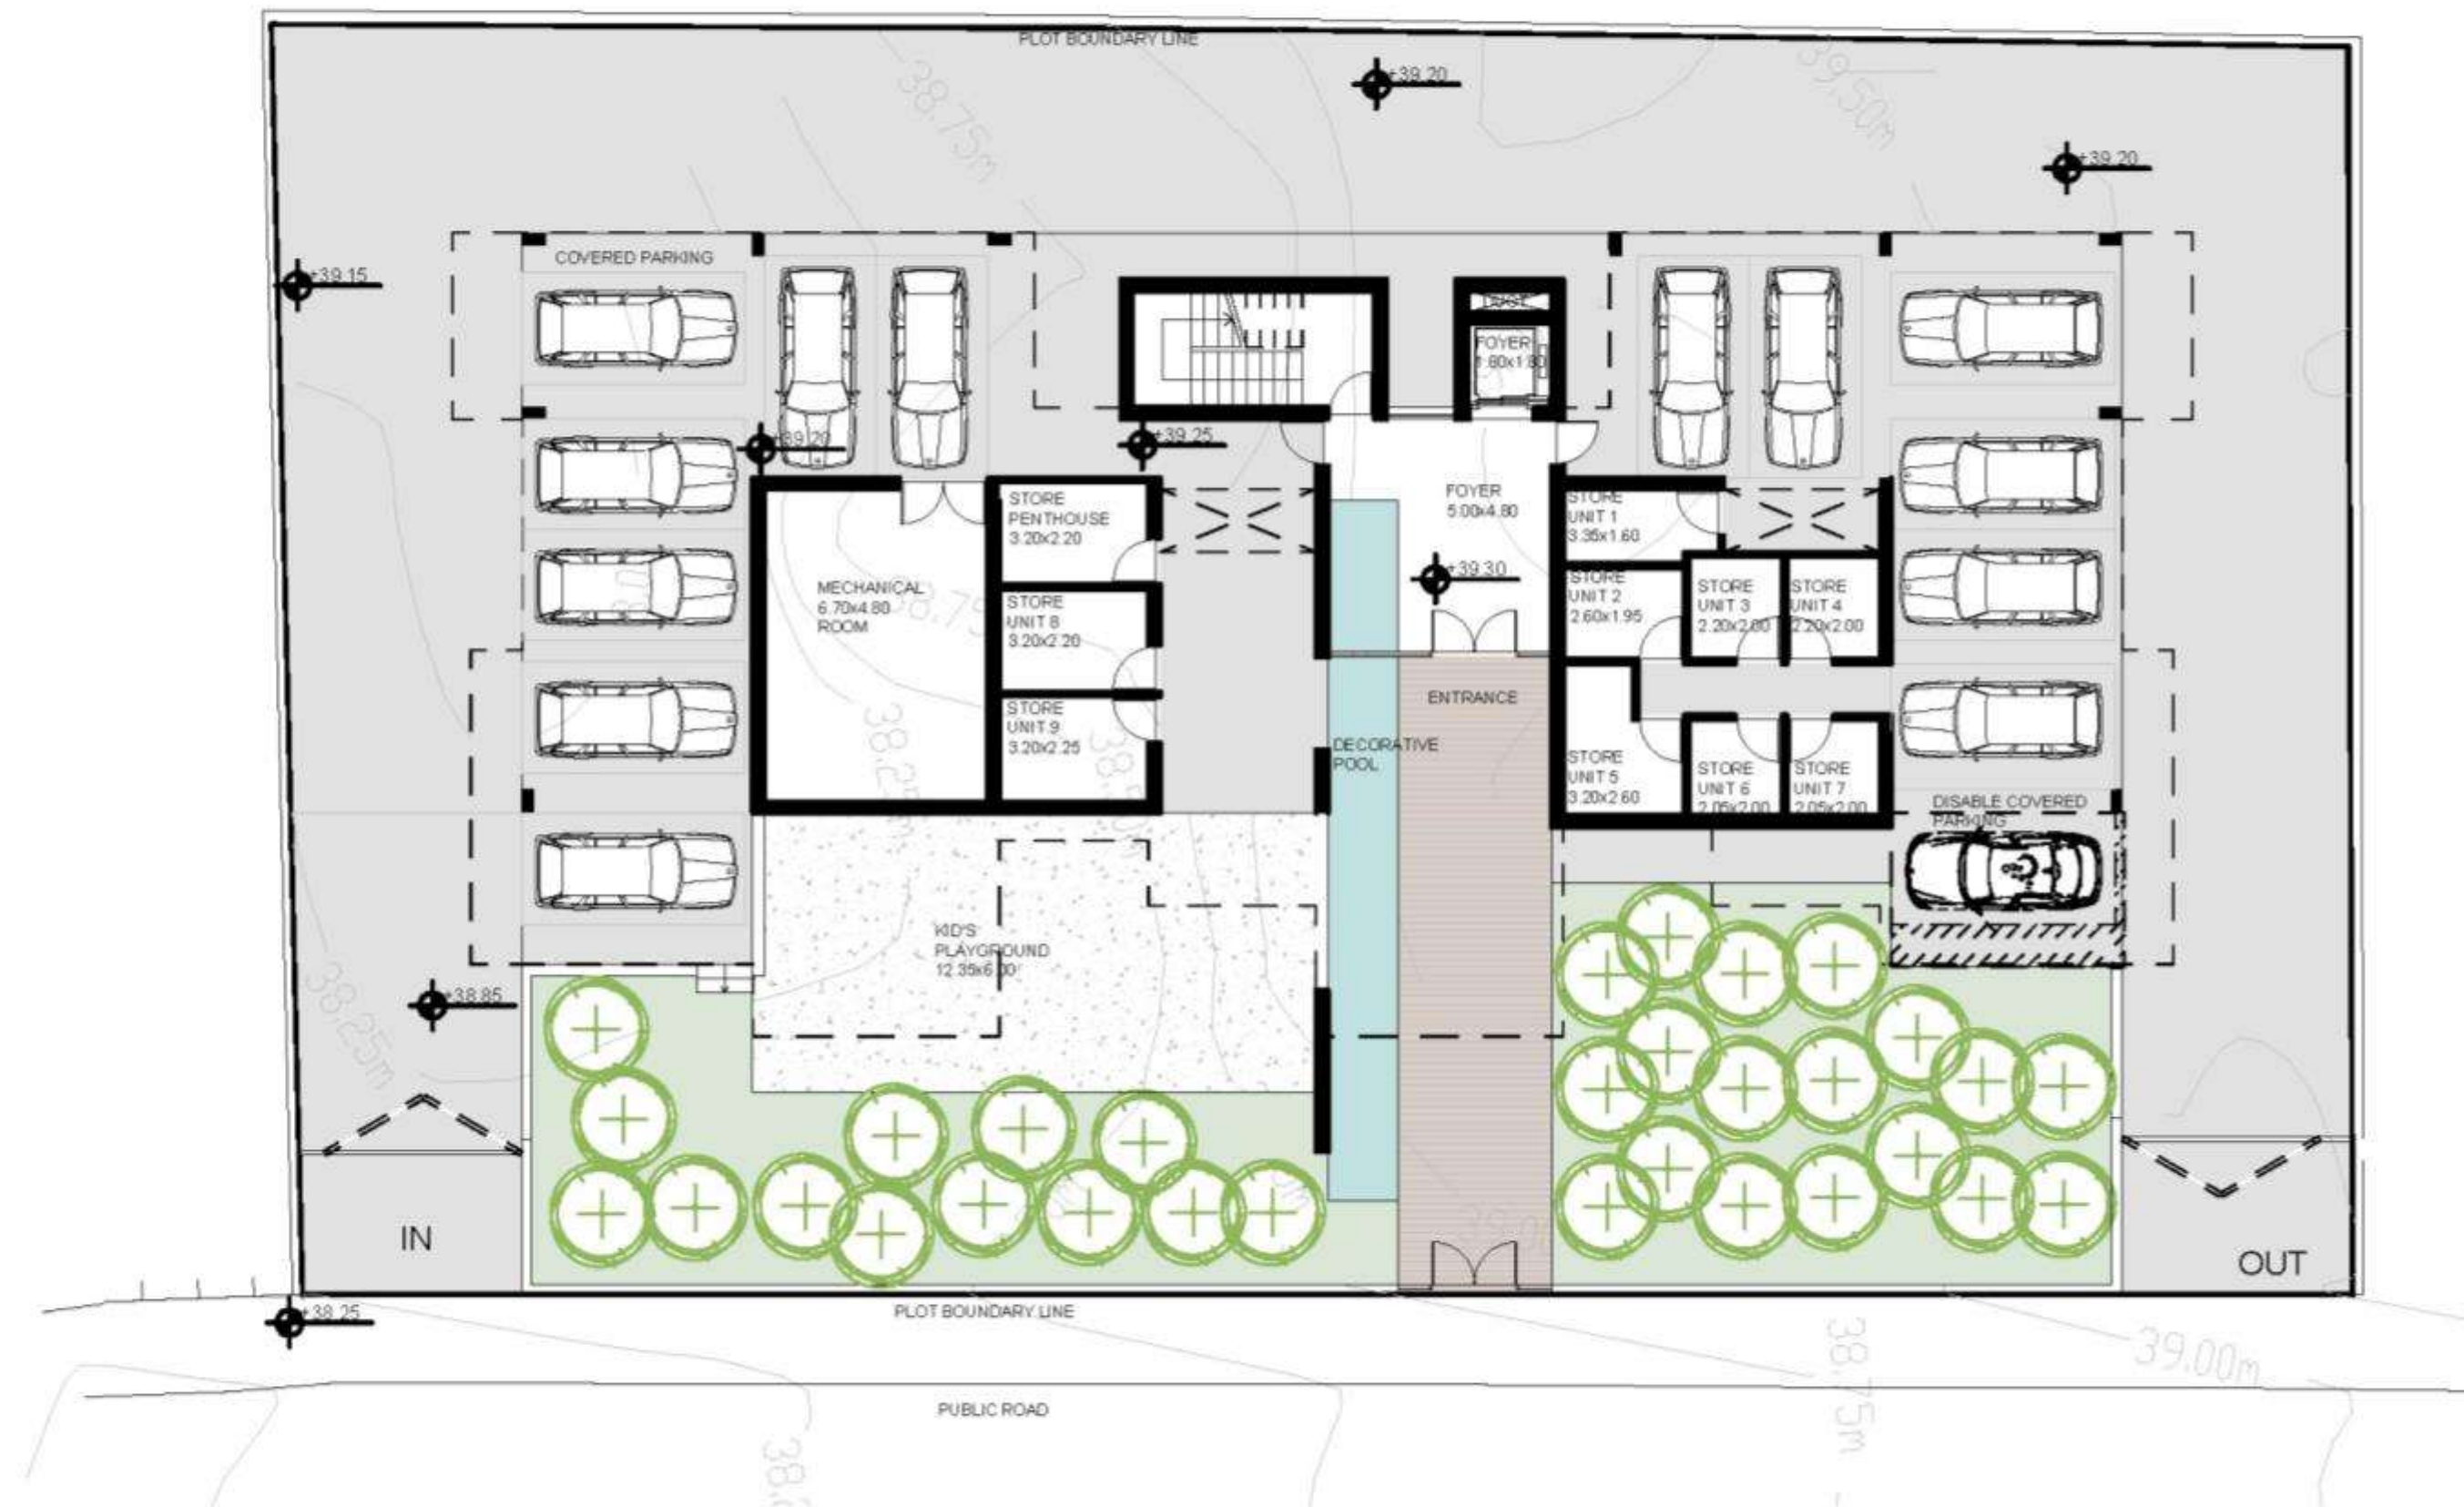 PLOT BOUNDARY LINE
+39.20
38.75m
39.50m
+39.20
COVERED PARKING
+39.15
DUCT
FOYER
1.80x1.80
+39.20
+39.25
STORE
PENTHOUSE
3.20x2.20
FOYER
5.00x4.80
STORE
UNIT 1
3.35x1.60
+39.30
MECHANICAL
6.70x4.80
ROOM
38.75
STORE
UNIT 8
3.20x2.20
STORE
UNIT 2
2.60x1.95
STORE
UNIT 3
2.20x2.00
STORE
UNIT 4
2.20x2.00
STORE
UNIT 9
3.20x2.25
ENTRANCE
DECORATIVE
POOL
STORE
UNIT 5
3.20x2.60
STORE
UNIT 6
2.05x2.00
STORE
UNIT 7
2.05x2.00
DISABLE COVERED
PARKING
KID'S
PLAYGROUND
12.35x6.00
+38.85
38.25m
IN
OUT
+38.25
PLOT BOUNDARY LINE
38.75m
39.00m
PUBLIC ROAD